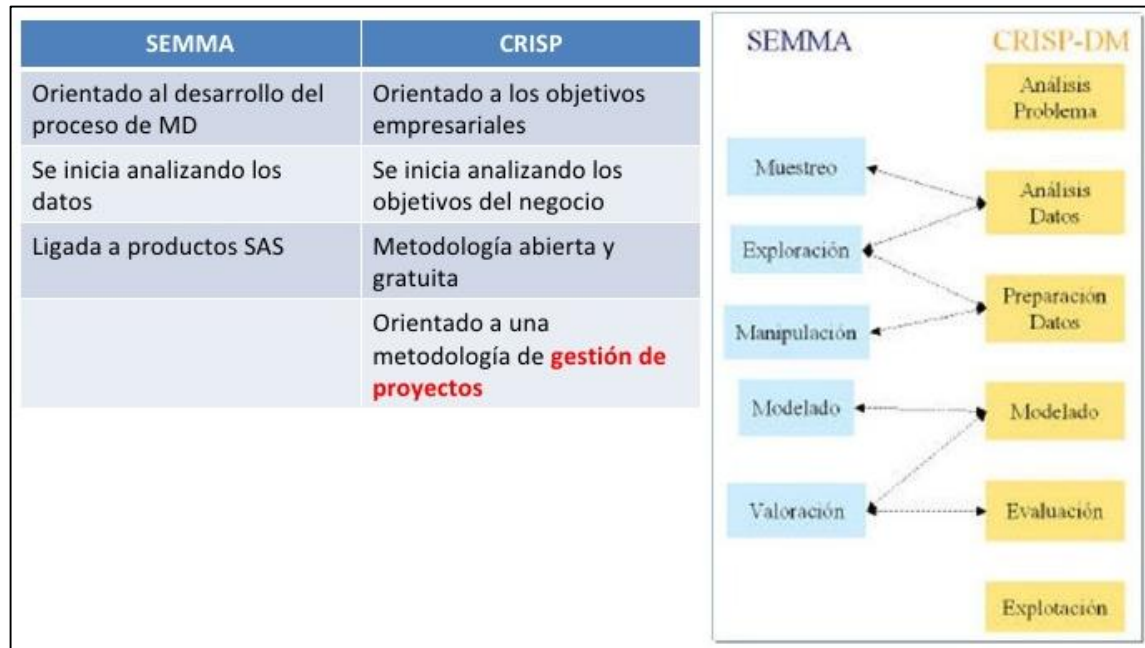 SEMMA CRISP
Orientado al desarrollo del Orientado a los objetivos
proceso de MD empresariales
Se inicia analizando los Se inicia analizando los
datos objetivos del negocio
Ligada a productos SAS Metodología abierta y
gratuita
Orientado a una
metodología de gestión de
proyectos
SEMMA CRISP-DM
Análisis
Problema
Muestreo
Análisis
Datos
Exploración
Preparación
Datos
Manipulación
Modelado Modelado
Valoración Evaluación
Explotación